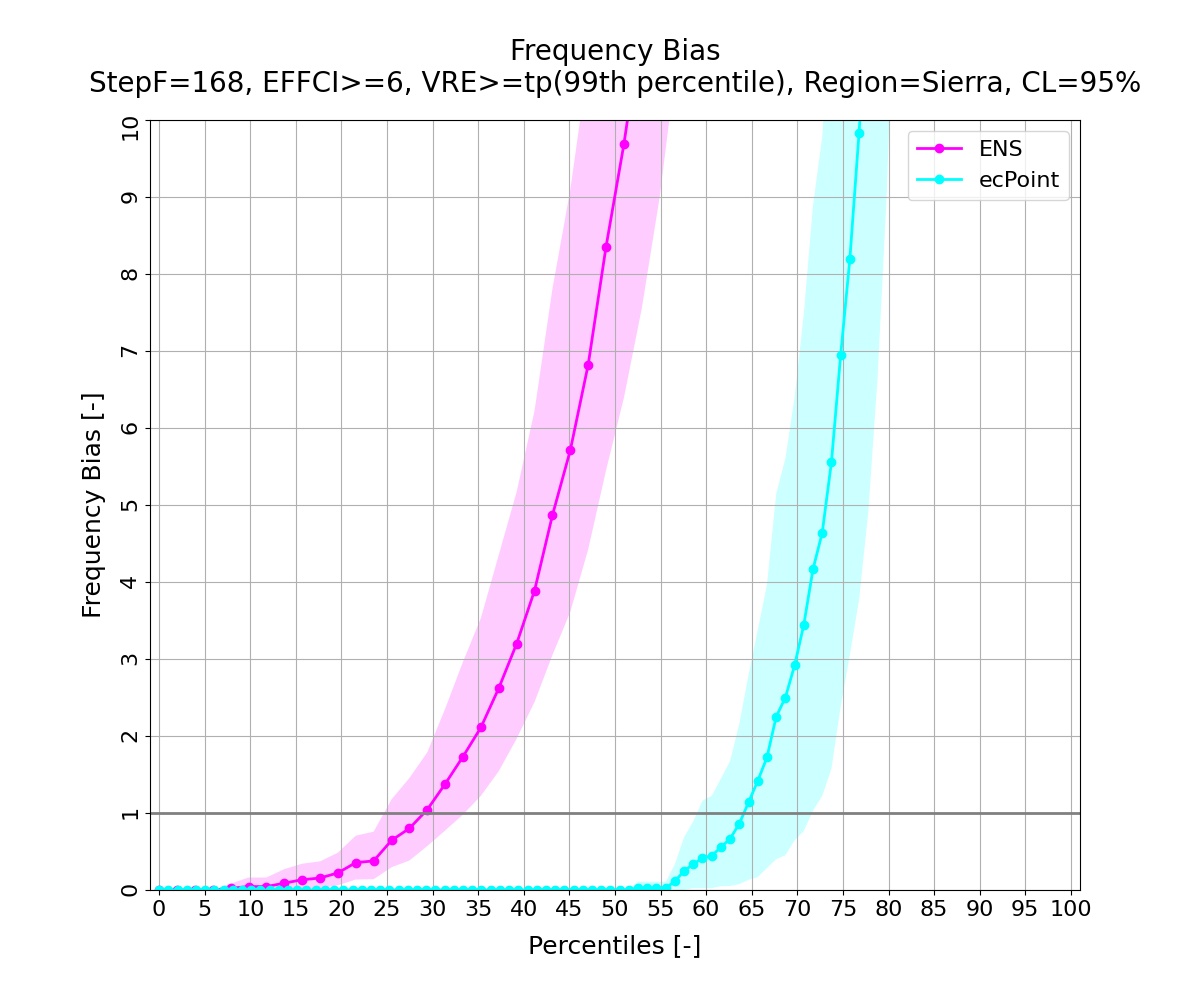 Frequency Bias
StepF=168, EFFCI>=6, VRE>=tp(99th percentile), Region=Sierra, CL=95%
10
9
8
7
6
5
4
3
2
1
0
Frequency Bias [-]
ENS
ecPoint
0 5 10 15 20 25 30 35 40 45 50 55 60 65 70 75 80 85 90 95 100
Percentiles [-]